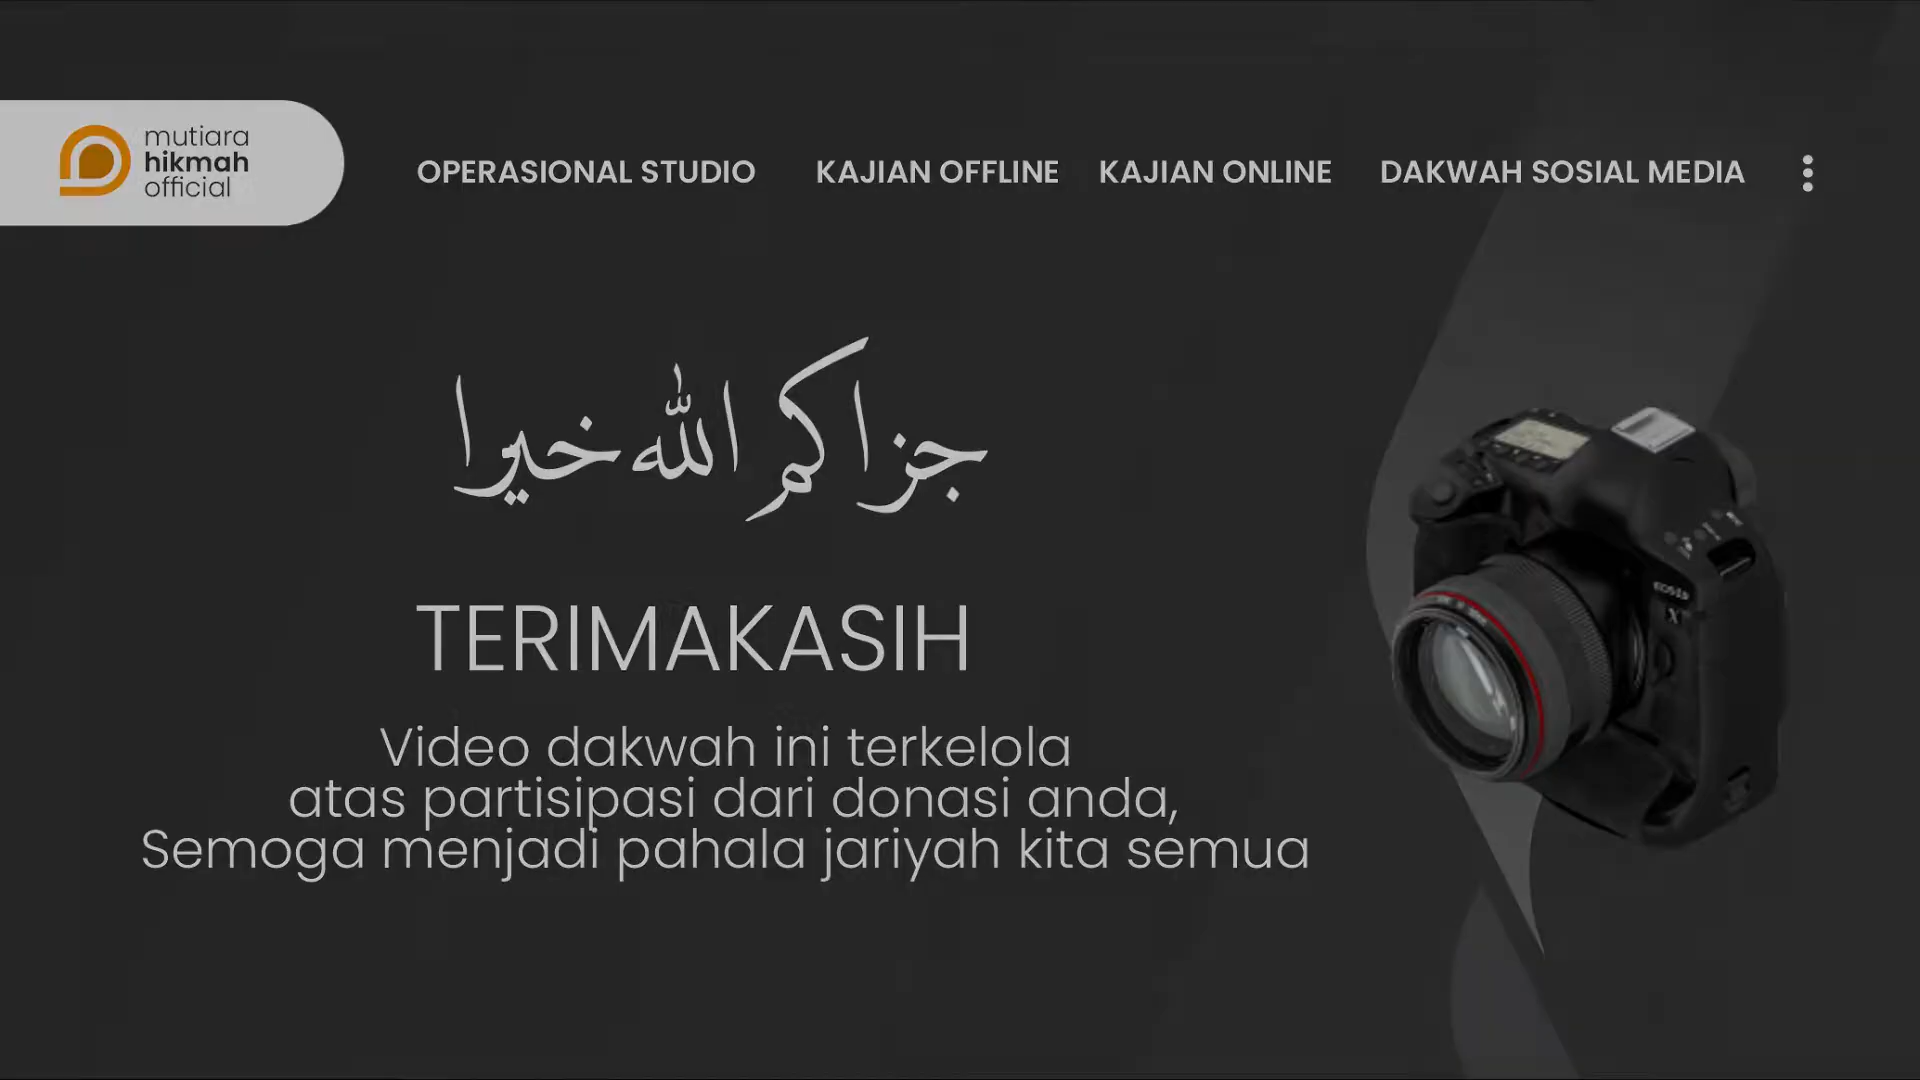 mutiara
hikmah
official
OPERASIONAL STUDIO KAJIAN OFFLINE KAJIAN ONLINE DAKWAH SOSIAL MEDIA
جزاكم الله خيرا
TERIMAKASIH
Video dakwah ini terkelola
atas partisipasi dari donasi anda,
Semoga menjadi pahala jariyah kita semua